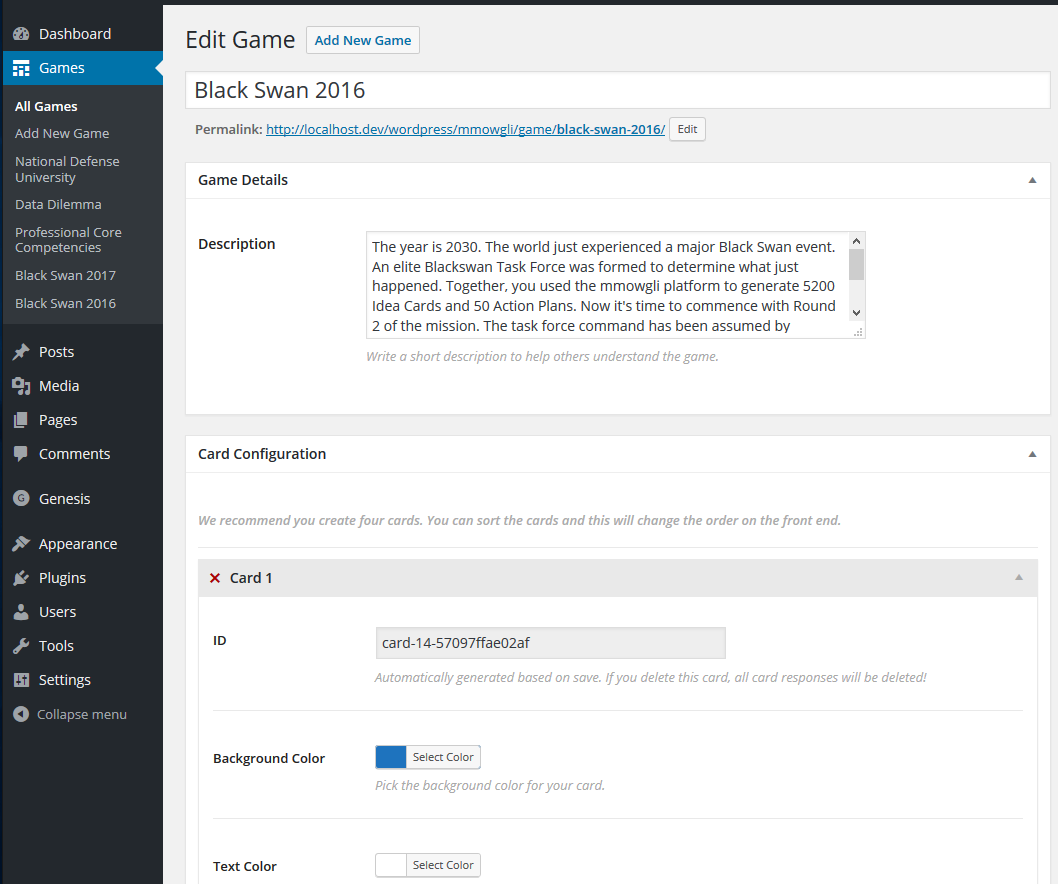 Dashboard
Games
All Games
Add New Game
National Defense
University
Data Dilemma
Professional Core
Competencies
Black Swan 2017
Black Swan 2016
Posts
Media
Pages
Comments
G Genesis
Appearance
Plugins
Users
Tools
Settings
Collapse menu
Edit Game Add New Game
Black Swan 2016
Permalink: http://localhost.dev/wordpress/mmowgli/game/black-swan-2016/ Edit
Game Details
Description
The year is 2030. The world just experienced a major Black Swan event.
An elite Blackswan Task Force was formed to determine what just
happened. Together, you used the mmowgli platform to generate 5200
Idea Cards and 50 Action Plans. Now it's time to commence with Round
2 of the mission. The task force command has been assumed by
Write a short description to help others understand the game.
Card Configuration
We recommend you create four cards. You can sort the cards and this will change the order on the front end.
Card 1
ID
card-14-57097ffae02af
Automatically generated based on save. If you delete this card, all card responses will be deleted!
Background Color
Select Color
Pick the background color for your card.
Text Color
Select Color